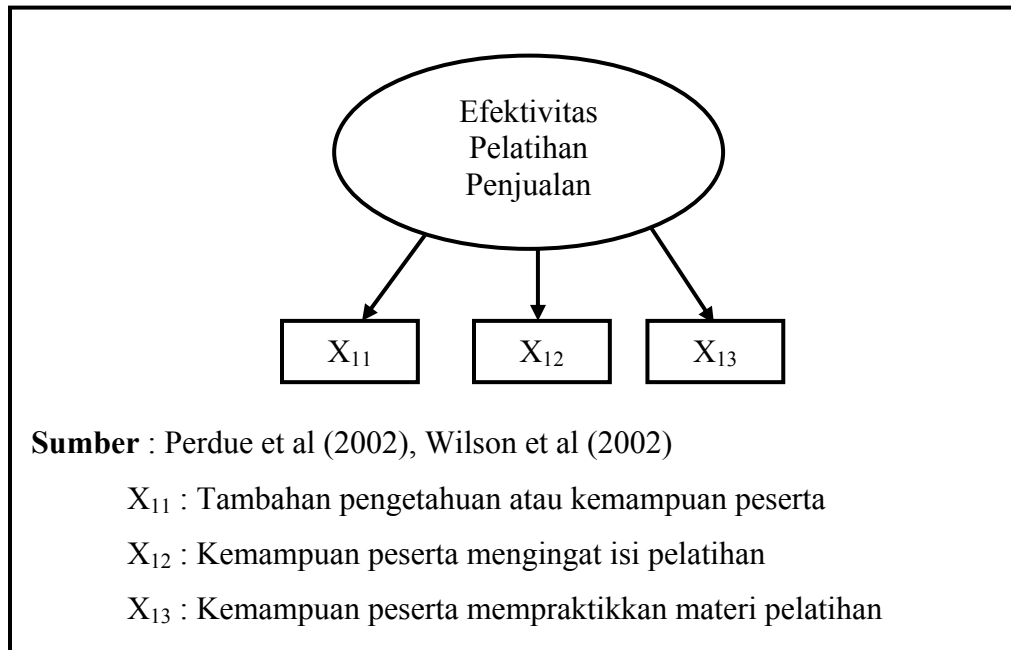 Efektivitas
Pelatihan
Penjualan
X₁₁ X₁₂ X₁₃
Sumber : Perdue et al (2002), Wilson et al (2002)
X₁₁ : Tambahan pengetahuan atau kemampuan peserta
X₁₂ : Kemampuan peserta mengingat isi pelatihan
X₁₃ : Kemampuan peserta mempraktikkan materi pelatihan